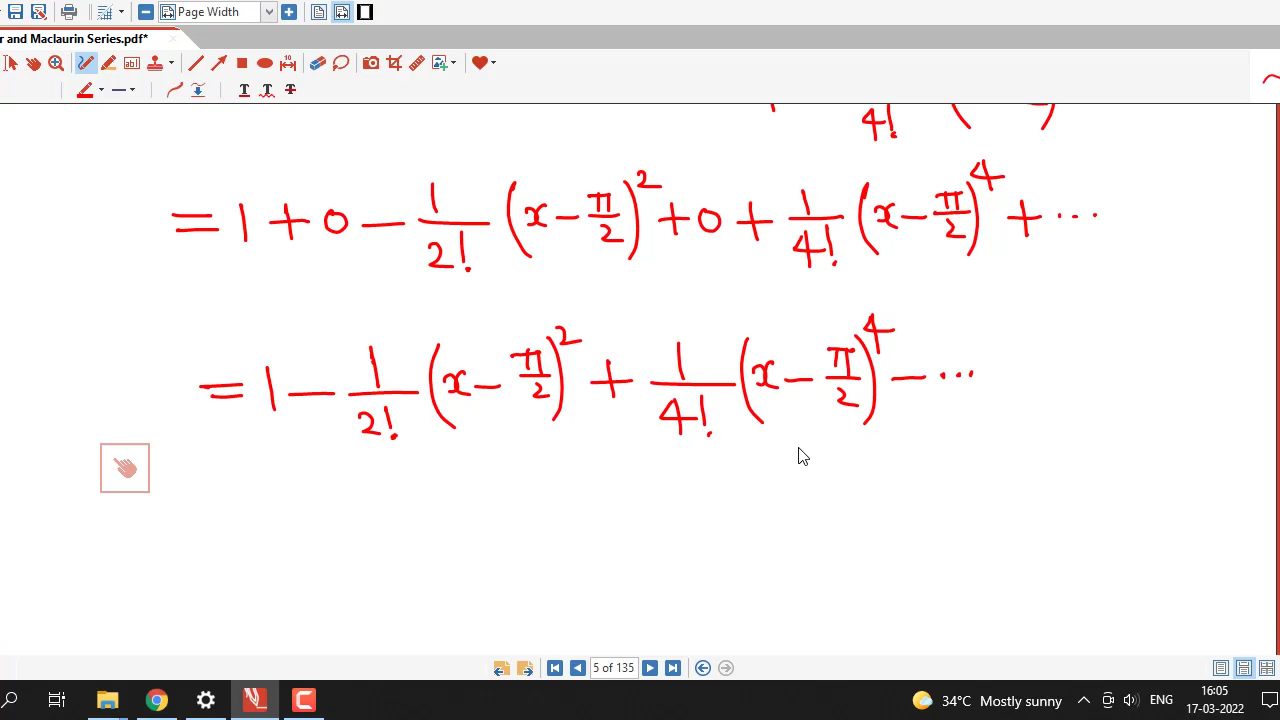 Page Width
r and Maclaurin Series.pdf*
10
4!
= 1 + 0 - 1/2! (x - π/2)^2 + 0 + 1/4! (x - π/2)^4 + ...
= 1 - 1/2! (x - π/2)^2 + 1/4! (x - π/2)^4 - ...
5 of 135
34°C Mostly sunny
ENG
16:05
17-03-2022